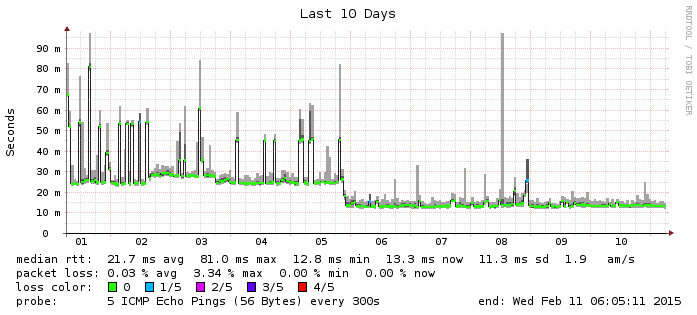 Last 10 Days
RRDTOOL / TOBI OETIKER
Seconds
90 m
80 m
70 m
60 m
50 m
40 m
30 m
20 m
10 m
0
01 02 03 04 05 06 07 08 09 10
median rtt: 21.7 ms avg 81.0 ms max 12.8 ms min 13.3 ms now 11.3 ms sd 1.9 am/s
packet loss: 0.03 % avg 3.34 % max 0.00 % min 0.00 % now
loss color: 0 1/5 2/5 3/5 4/5
probe: 5 ICMP Echo Pings (56 Bytes) every 300s end: Wed Feb 11 06:05:11 2015